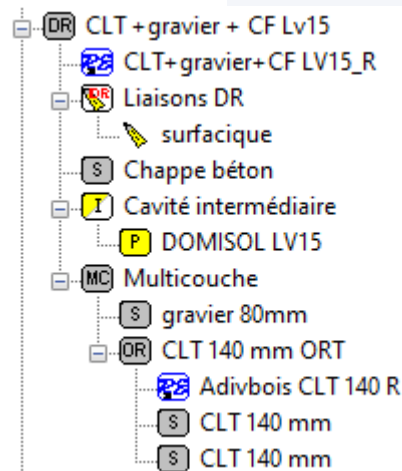 DR CLT +gravier + CF Lv15
CLT+gravier+CF LV15_R
DR Liaisons DR
surfacique
S Chappe béton
I Cavité intermédiaire
P DOMISOL LV15
MC Multicouche
S gravier 80mm
OR CLT 140 mm ORT
Adivbois CLT 140 R
S CLT 140 mm
S CLT 140 mm